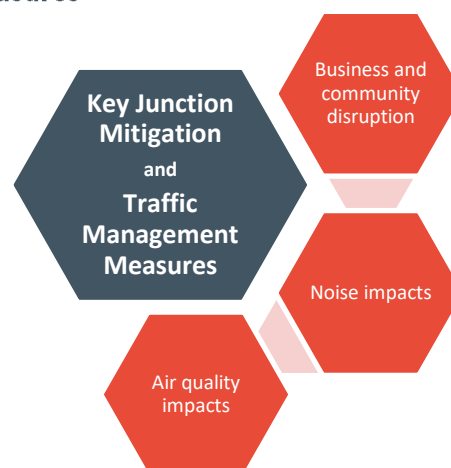 Key Junction
Mitigation
and
Traffic
Management
Measures
Business and
community
disruption
Noise impacts
Air quality
impacts